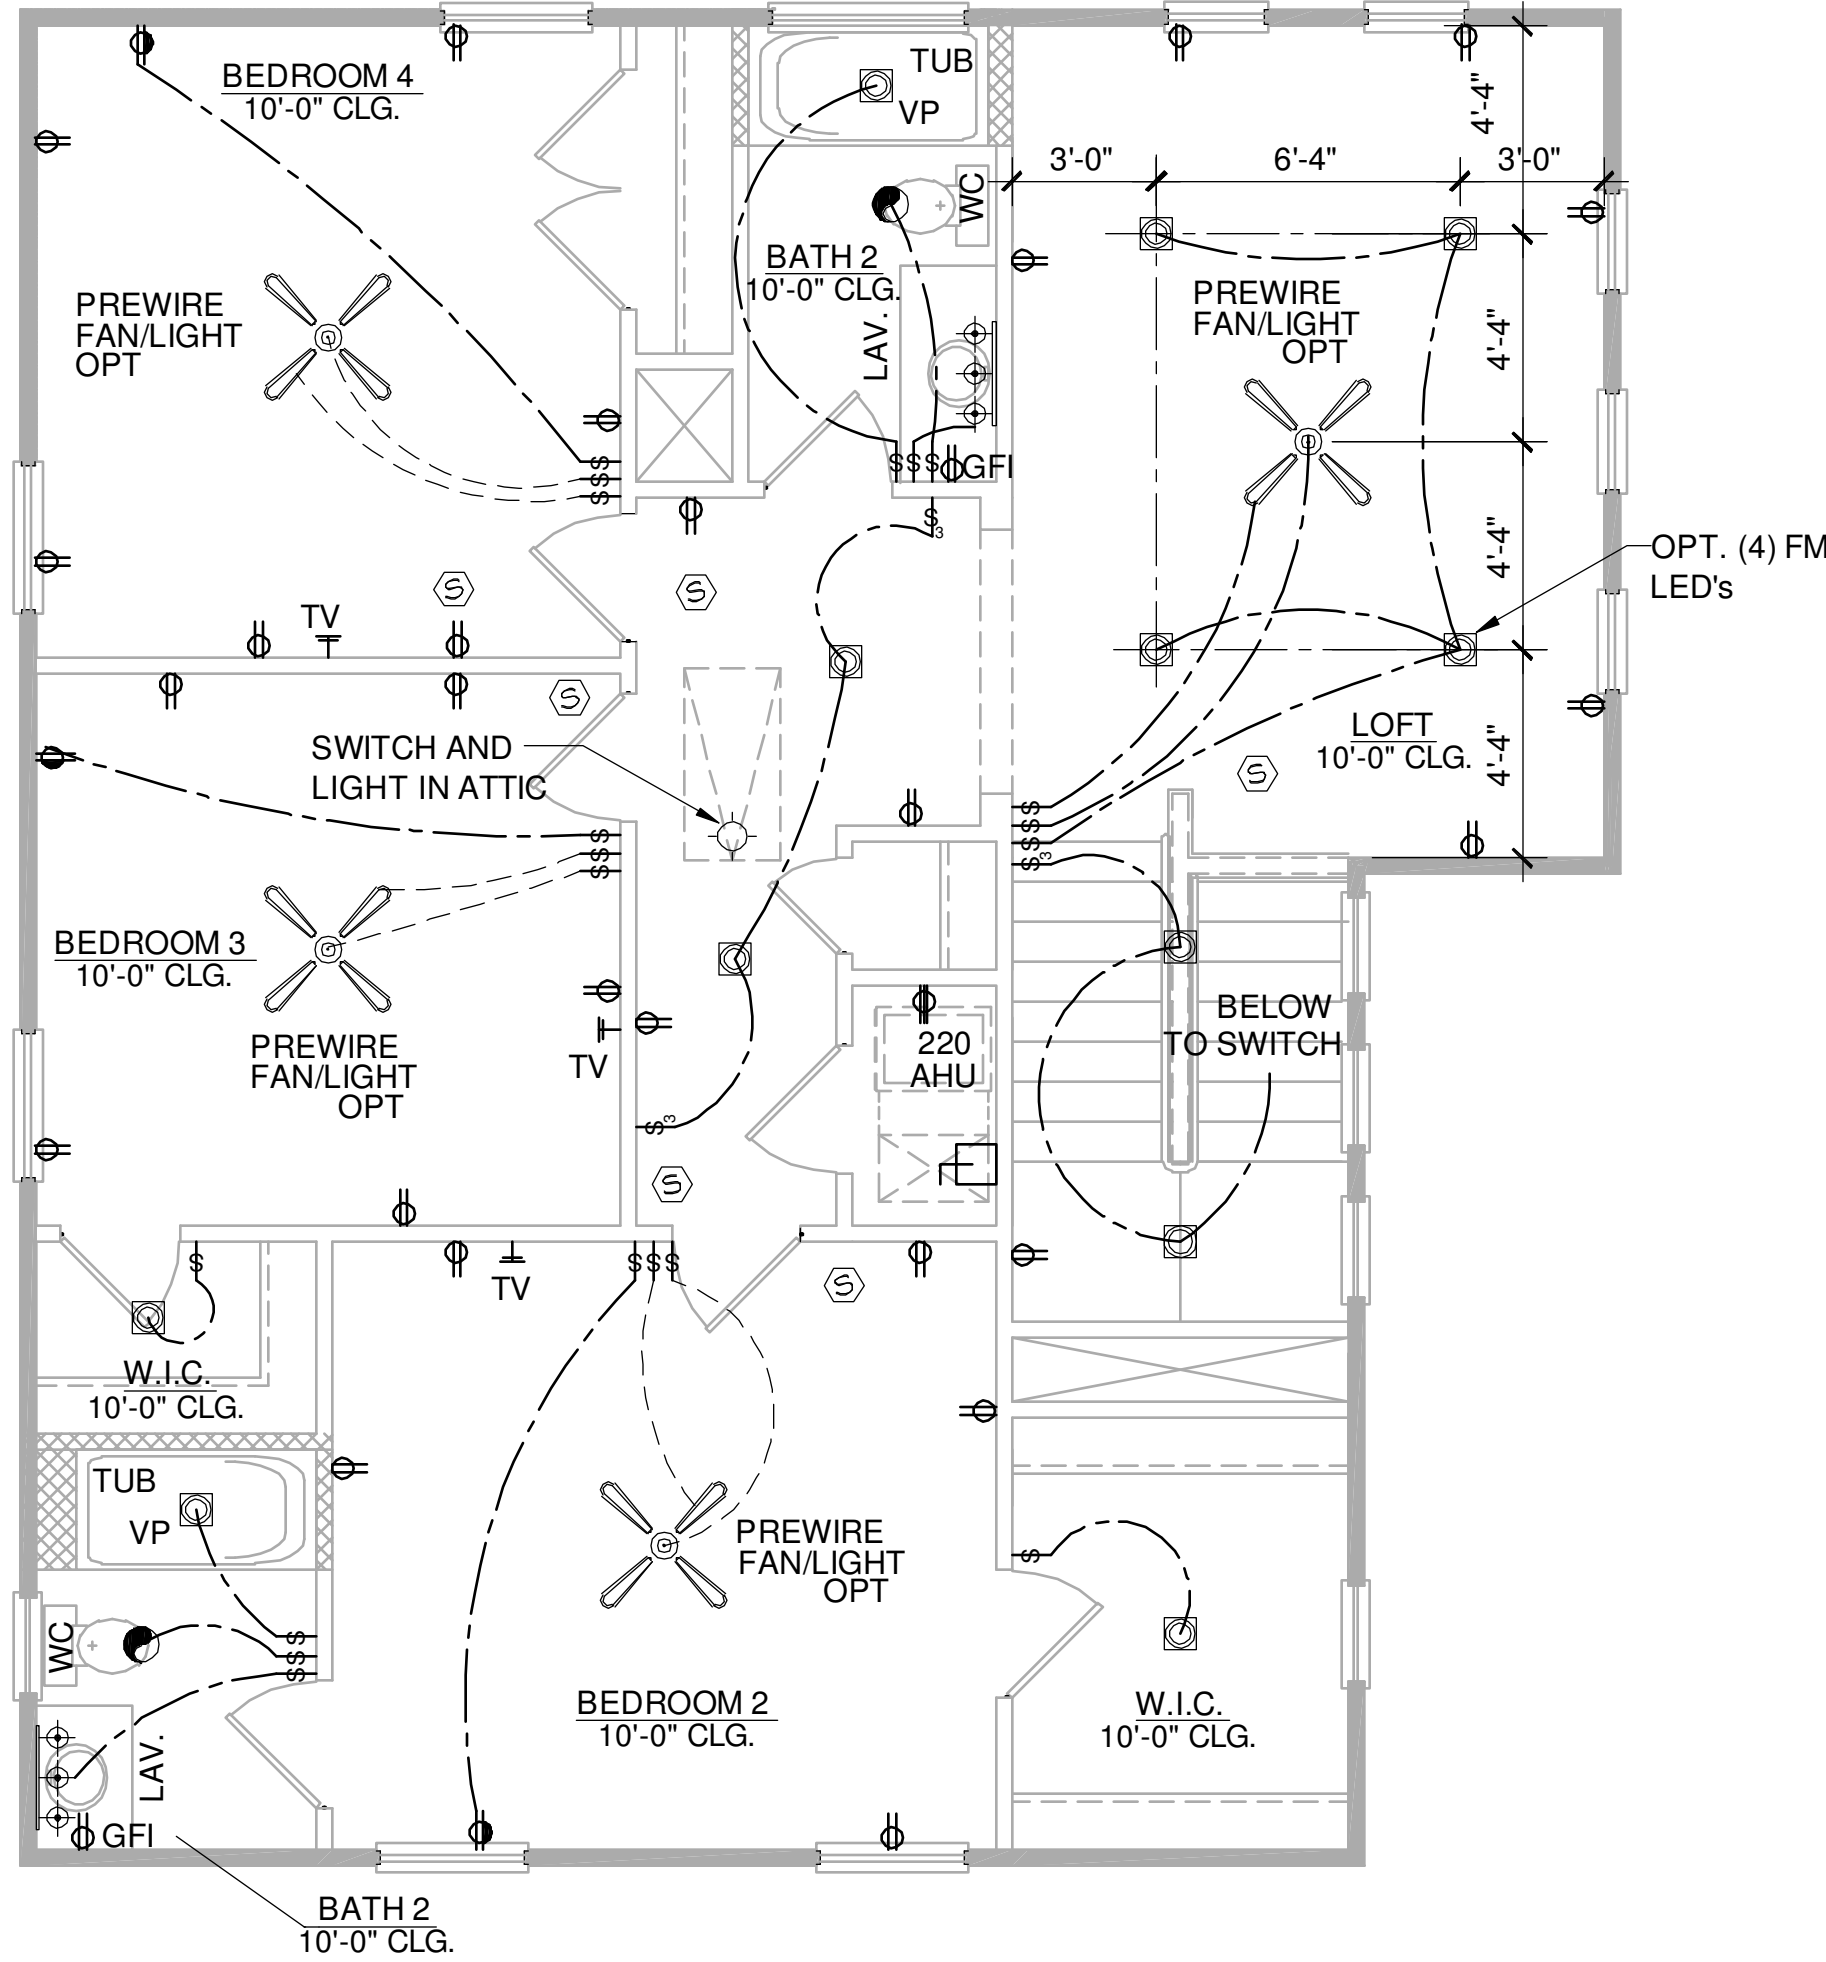 BEDROOM 4
10'-0" CLG.
TUB
VP
4'-4"
3'-0"
6'-4"
3'-0"
WC
BATH 2
10'-0" CLG.
PREWIRE
FAN/LIGHT
OPT
PREWIRE
FAN/LIGHT
OPT
LAV.
4'-4"
SSS
GFI
S
S
S
S
3
4'-4"
OPT. (4) FM
LED's
S
S
TV
S
SWITCH AND
LIGHT IN ATTIC
LOFT
10'-0" CLG.
4'-4"
S
S
S
S
S3
S
S
S
BEDROOM 3
10'-0" CLG.
PREWIRE
FAN/LIGHT
OPT
TV
220
AHU
BELOW
TO SWITCH
S3
S
S
SSS
TV
S
W.I.C.
10'-0" CLG.
TUB
VP
PREWIRE
FAN/LIGHT
OPT
S
WC
S
S
S
LAV.
GFI
BEDROOM 2
10'-0" CLG.
W.I.C.
10'-0" CLG.
BATH 2
10'-0" CLG.